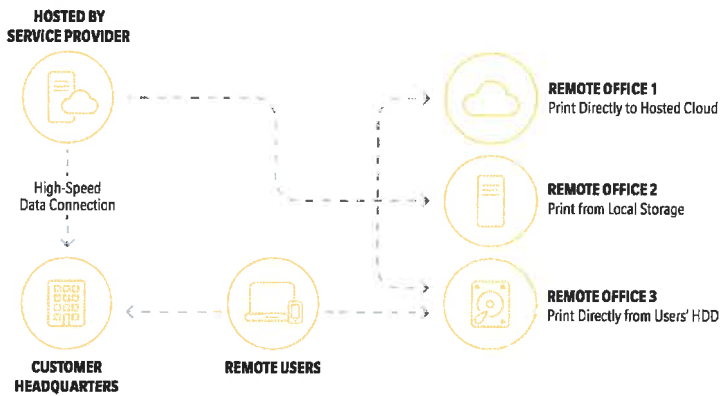 HOSTED BY
SERVICE PROVIDER
REMOTE OFFICE 1
Print Directly to Hosted Cloud
High-Speed
Data Connection
REMOTE OFFICE 2
Print from Local Storage
REMOTE OFFICE 3
Print Directly from Users' HDD
CUSTOMER
HEADQUARTERS
REMOTE USERS